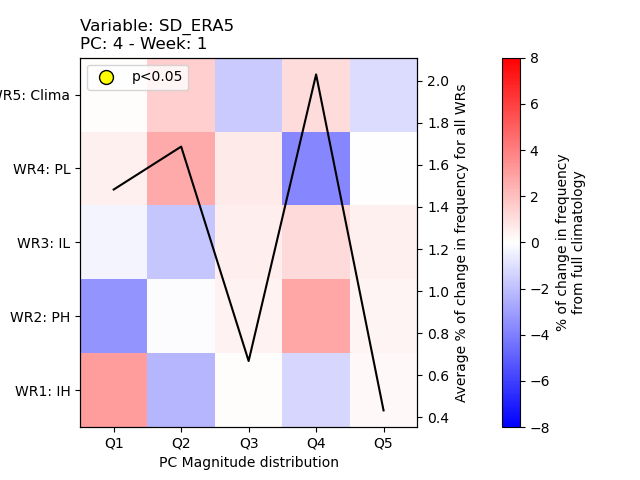 Variable: SD_ERA5
PC: 4 - Week: 1
p<0.05
WR5: Clima
WR4: PL
WR3: IL
WR2: PH
WR1: IH
Q1 Q2 Q3 Q4 Q5
PC Magnitude distribution
2.0
1.8
1.6
1.4
1.2
1.0
0.8
0.6
0.4
Average % of change in frequency for all WRs
8
6
4
2
0
−2
−4
−6
−8
% of change in frequency
from full climatology